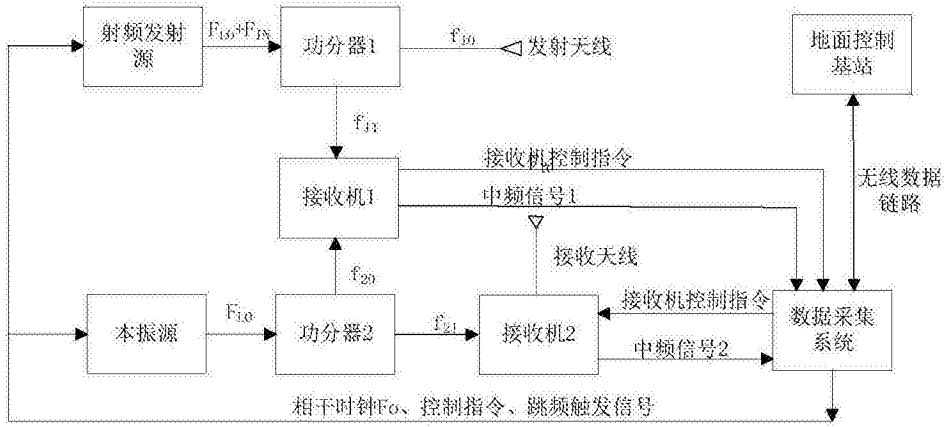 射频发射
源
F_LO+F_IN
功分器1
f_10
发射天线
地面控制
基站
f_11
接收机控制指令
接收机1
中频信号1
无线数据
链路
接收天线
f_20
接收机控制指令
本振源
F_LO
功分器2
f_21
接收机2
数据采集
系统
中频信号2
相干时钟Fo、控制指令、跳频触发信号